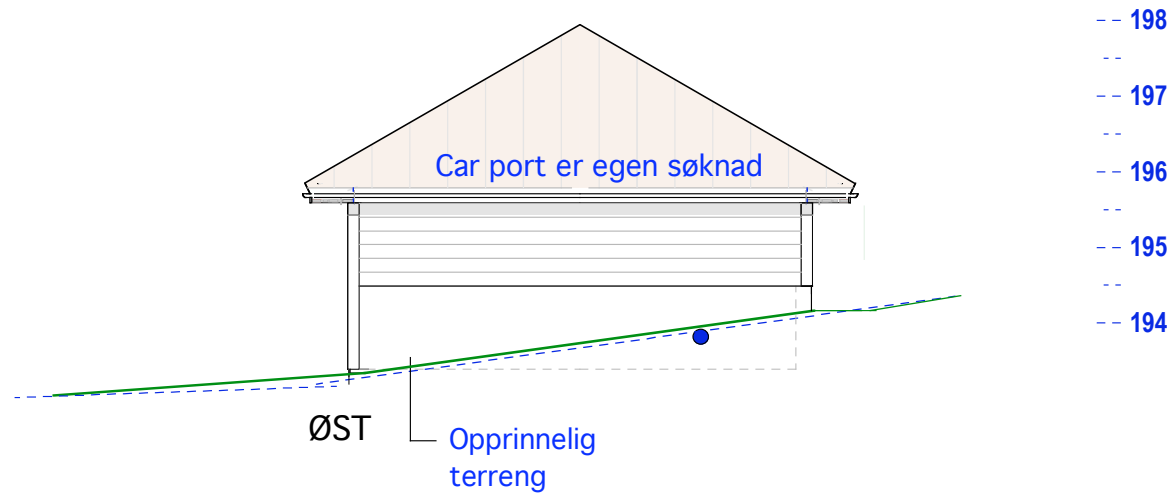 198
197
Car port er egen søknad
196
195
194
ØST
Opprinnelig
terreng